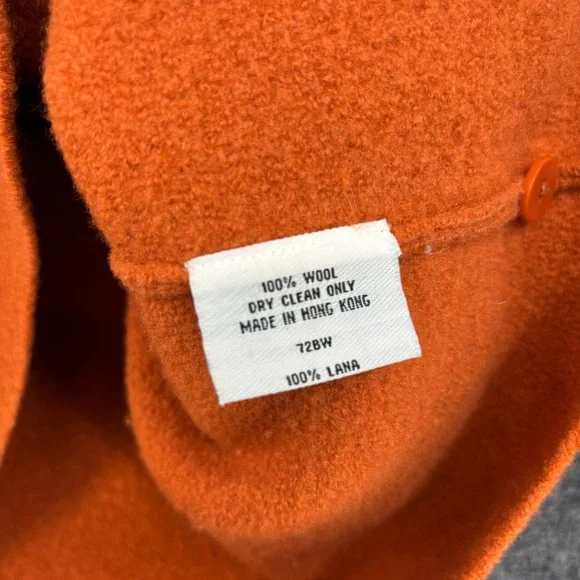 100% WOOL
DRY CLEAN ONLY
MADE IN HONG KONG
72BW
100% LANA